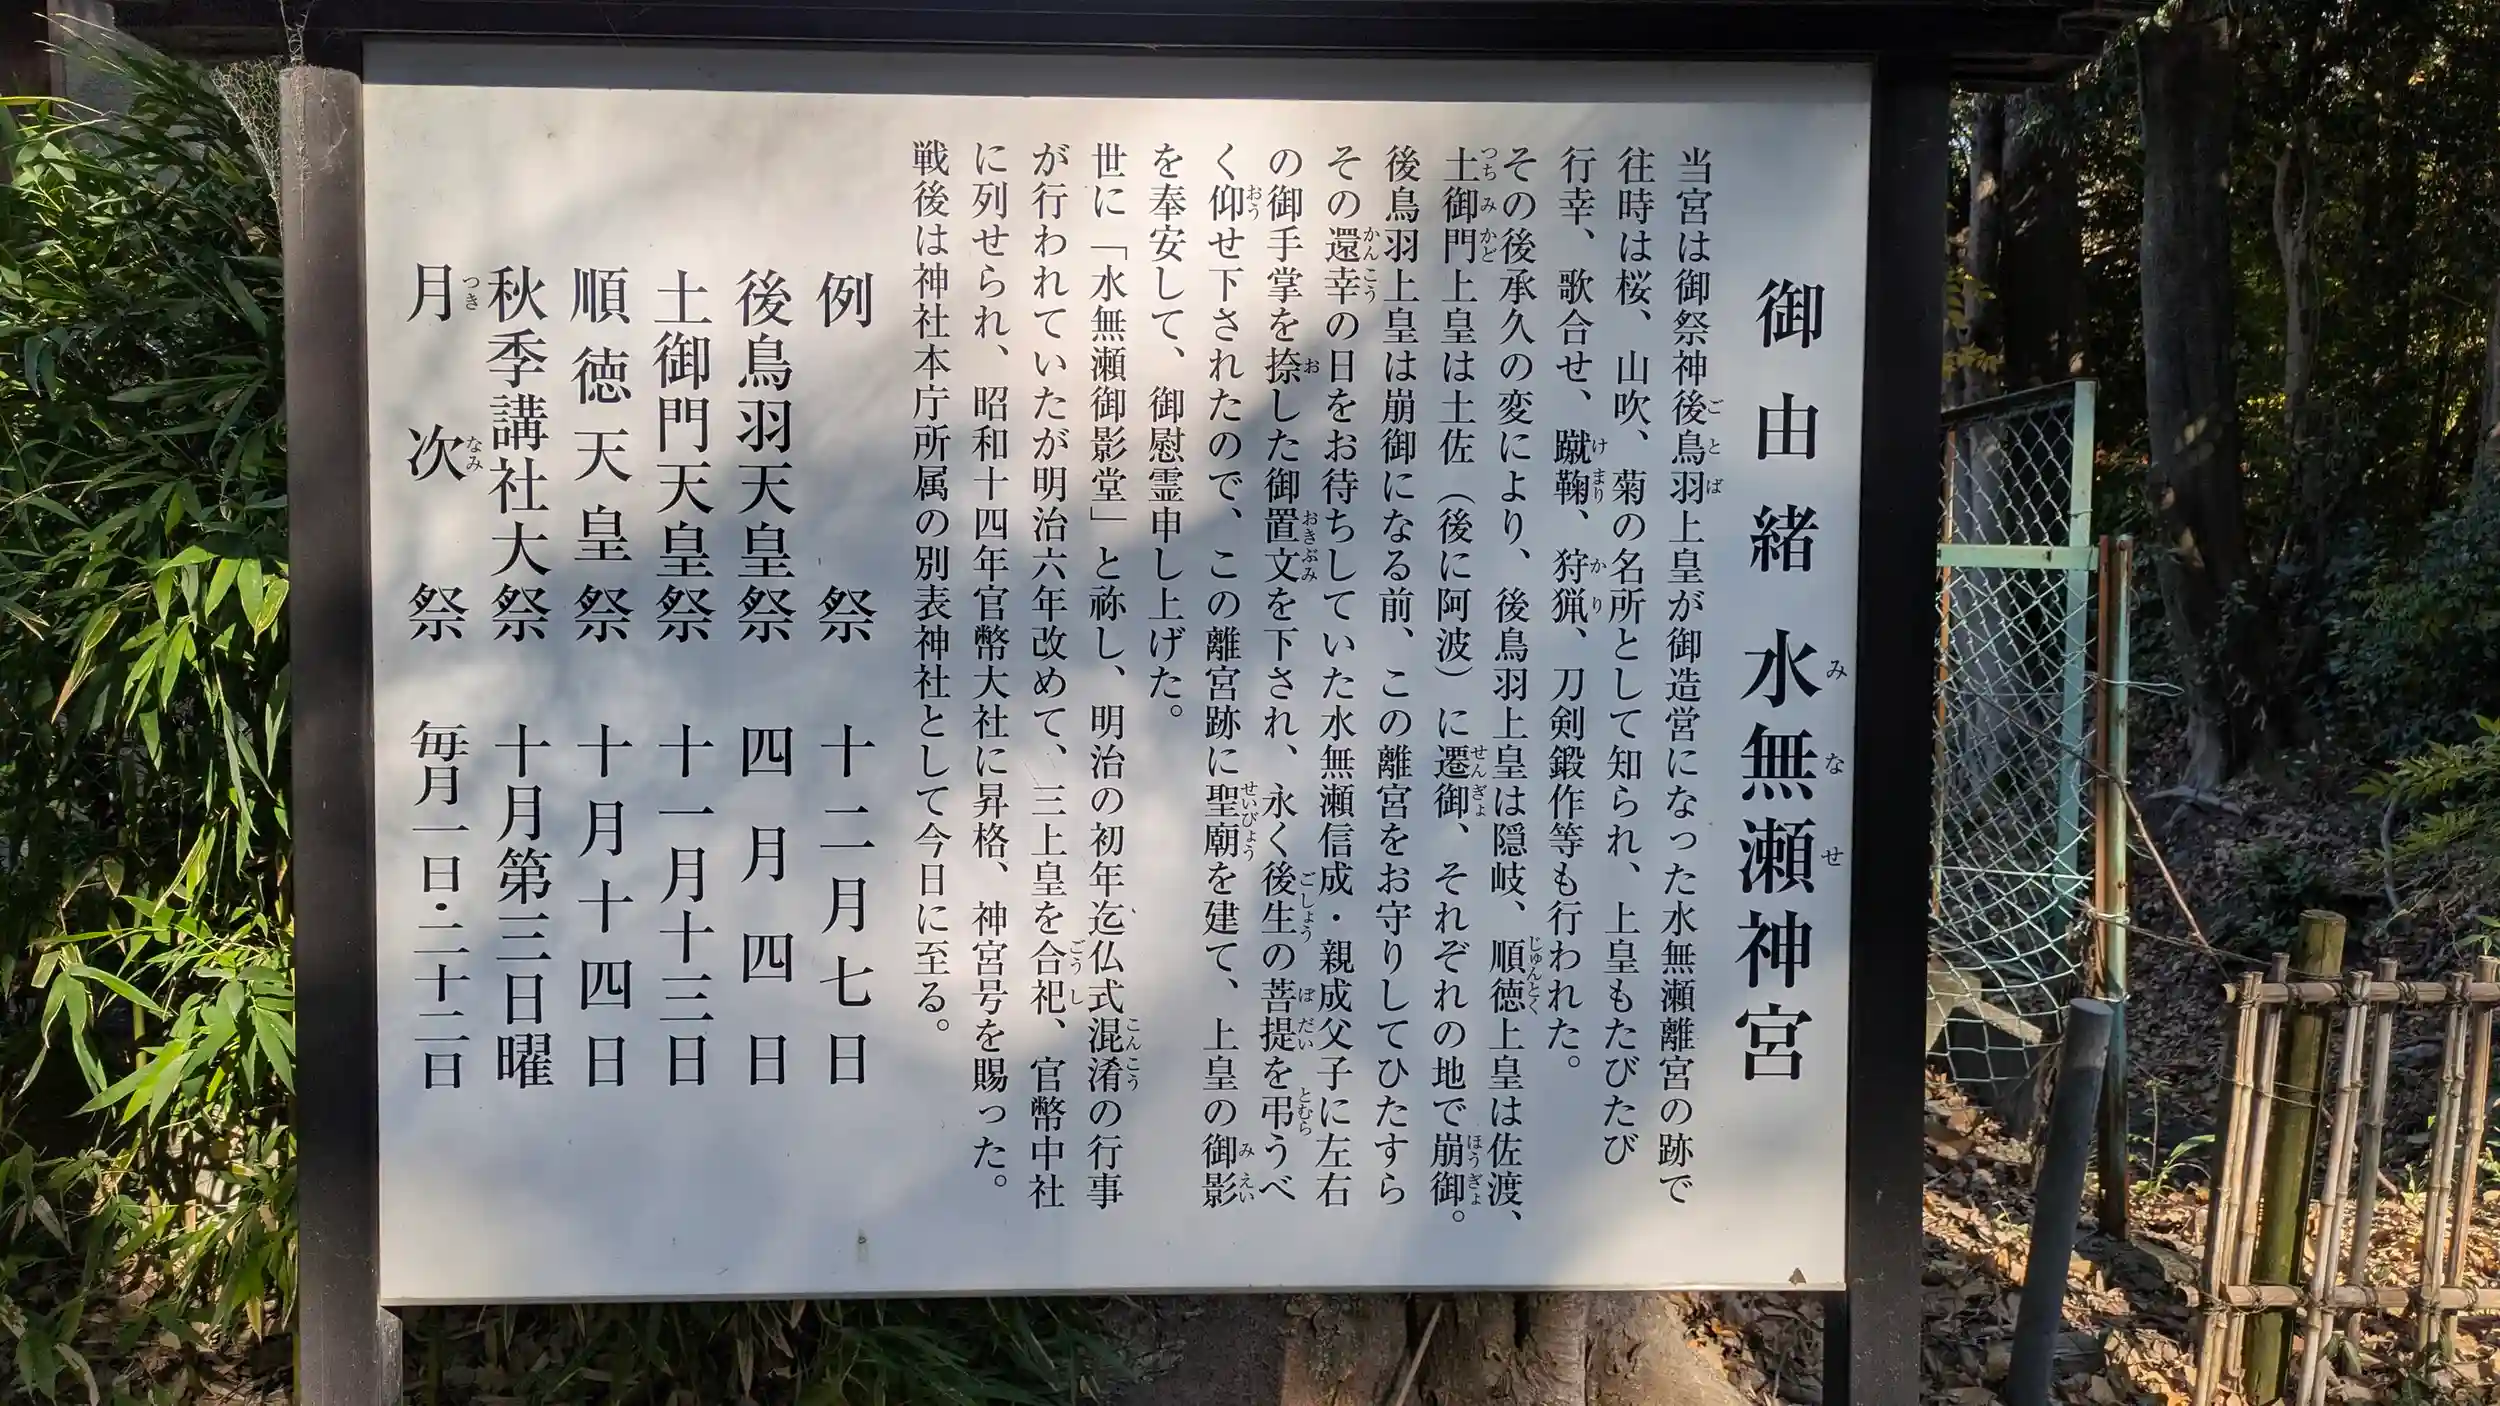 御由緒 水無瀬神宮
当宮は御祭神後鳥羽上皇が御造営になった水無瀬離宮の跡で
往時は桜、山吹、菊の名所として知られ、上皇もたびたび
行幸、歌合せ、蹴鞠、狩猟、刀剣鍛作等も行われた。
その後承久の変により、後鳥羽上皇は隠岐、順徳上皇は佐渡、
土御門上皇は土佐（後に阿波）に遷御、それぞれの地で崩御。
後鳥羽上皇は崩御になる前、この離宮をお守りしてひたすら
その還幸の日をお待ちしていた水無瀬信成・親成父子に左右
の御手掌を捺した御置文を下され、永く後生の菩提を弔うべ
く仰せ下されたので、この離宮跡に聖廟を建て、上皇の御影
を奉安して、御慰霊申し上げた。
世に「水無瀬御影堂」と祢し、明治の初年迄仏式混淆の行事
が行われていたが明治六年改めて、三上皇を合祀、官幣中社
に列せられ、昭和十四年官幣大社に昇格、神宮号を賜った。
戦後は神社本庁所属の別表神社として今日に至る。
例祭 十二月七日
後鳥羽天皇祭 四月四日
土御門天皇祭 十一月十三日
順徳天皇祭 十月十四日
秋季講社大祭 十月第三日曜
月次祭 毎月一日・二十二日